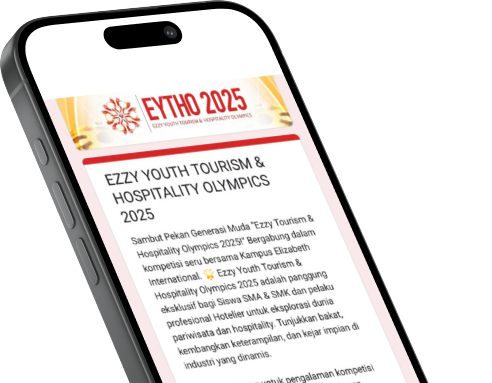 EYTHO 2025
EZZY YOUTH TOURISM & HOSPITALITY OLYMPICS
EZZY YOUTH TOURISM &
HOSPITALITY OLYMPICS
2025
Sambut Pekan Generasi Muda "Ezzy Tourism &
Hospitality Olympics 2025!" Bergabung dalam
kompetisi seru bersama Kampus Elizabeth
International. 🌟 Ezzy Youth Tourism &
Hospitality Olympics 2025 adalah panggung
eksklusif bagi Siswa SMA & SMK dan pelaku
profesional Hotelier untuk eksplorasi dunia
pariwisata dan hospitality. Tunjukkan bakat,
kembangkan keterampilan, dan kejar impian di
industri yang dinamis.
untuk pengalaman kompetisi